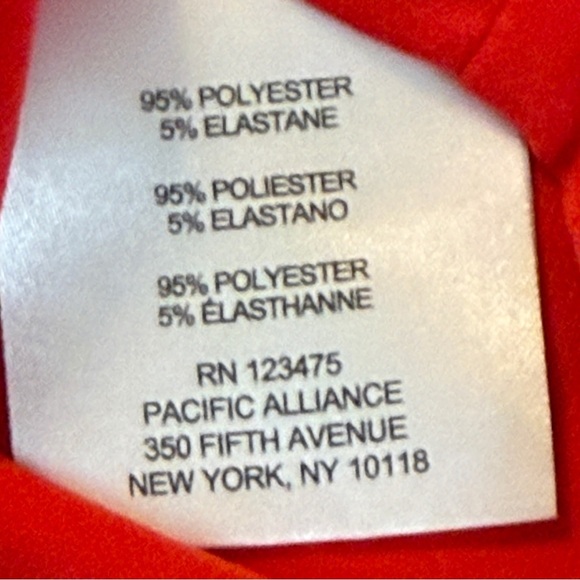 95% POLYESTER
5% ELASTANE
95% POLIESTER
5% ELASTANO
95% POLYESTER
5% ÉLASTHANNE
RN 123475
PACIFIC ALLIANCE
350 FIFTH AVENUE
NEW YORK, NY 10118